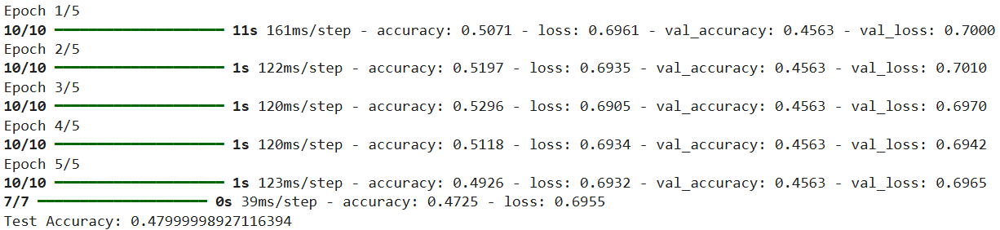 Epoch 1/5
10/10 ━━━━━━━━━━━━━━━━━━━━ 11s 161ms/step - accuracy: 0.5071 - loss: 0.6961 - val_accuracy: 0.4563 - val_loss: 0.7000
Epoch 2/5
10/10 ━━━━━━━━━━━━━━━━━━━━ 1s 122ms/step - accuracy: 0.5197 - loss: 0.6935 - val_accuracy: 0.4563 - val_loss: 0.7010
Epoch 3/5
10/10 ━━━━━━━━━━━━━━━━━━━━ 1s 120ms/step - accuracy: 0.5296 - loss: 0.6905 - val_accuracy: 0.4563 - val_loss: 0.6970
Epoch 4/5
10/10 ━━━━━━━━━━━━━━━━━━━━ 1s 120ms/step - accuracy: 0.5118 - loss: 0.6934 - val_accuracy: 0.4563 - val_loss: 0.6942
Epoch 5/5
10/10 ━━━━━━━━━━━━━━━━━━━━ 1s 123ms/step - accuracy: 0.4926 - loss: 0.6932 - val_accuracy: 0.4563 - val_loss: 0.6965
7/7 ━━━━━━━━━━━━━━━━━━━━ 0s 39ms/step - accuracy: 0.4725 - loss: 0.6955
Test Accuracy: 0.47999998927116394